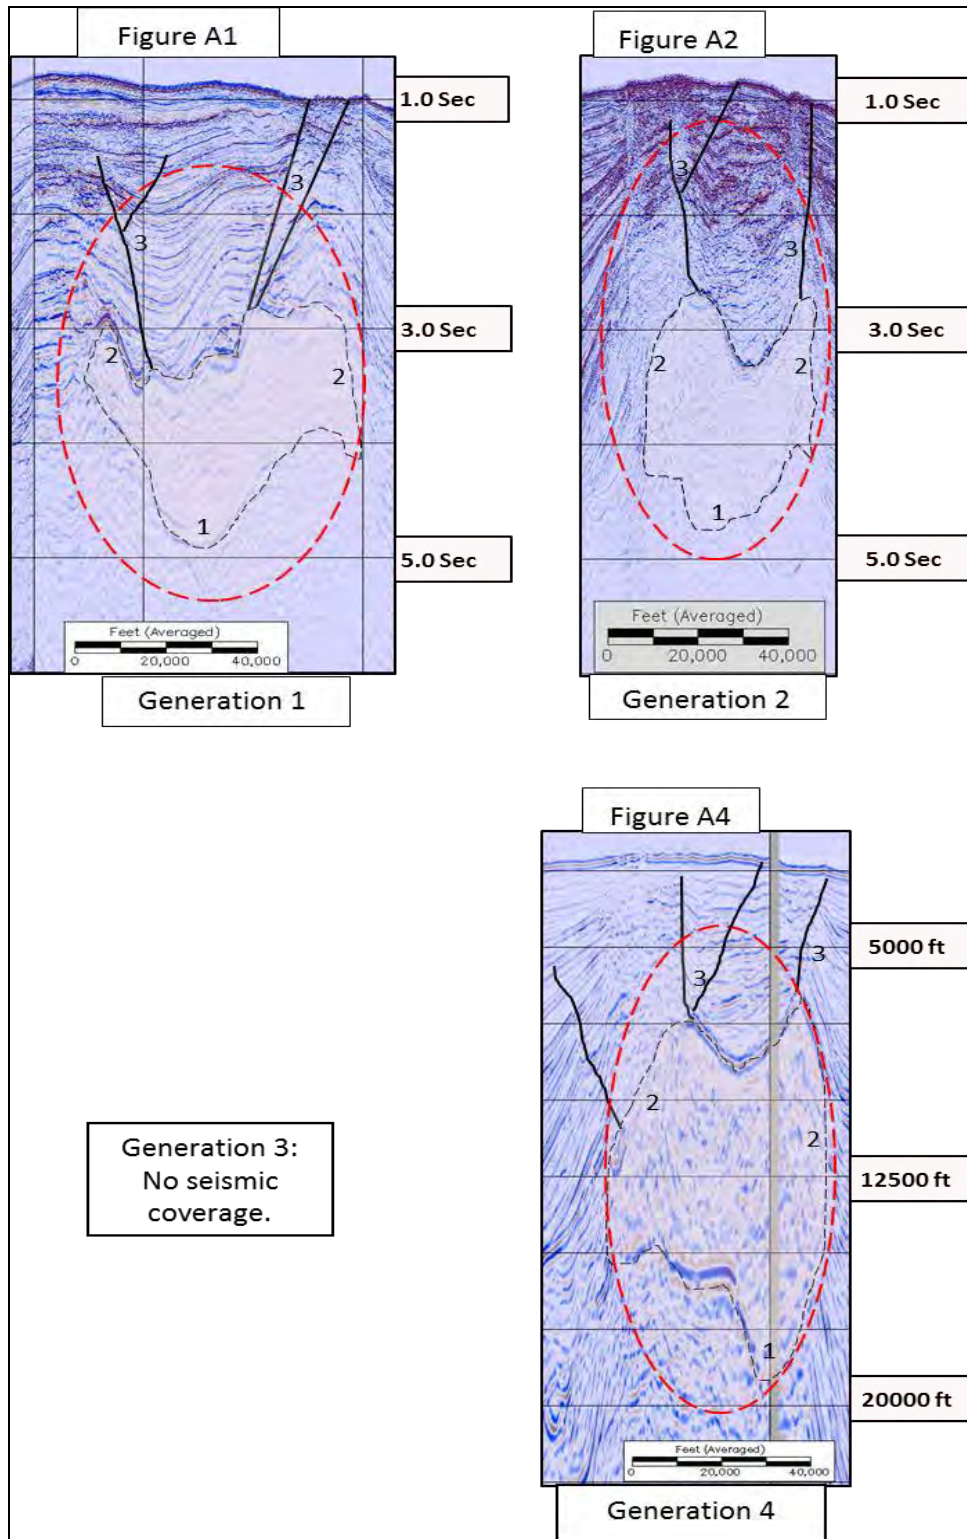 Figure A1
Figure A2
1.0 Sec
1.0 Sec
3
3
3
3
3.0 Sec
3.0 Sec
2
2
2
2
1
1
5.0 Sec
5.0 Sec
Feet (Averaged)
0 20,000 40,000
Feet (Averaged)
0 20,000 40,000
Generation 1
Generation 2
Figure A4
5000 ft
3
3
2
2
Generation 3:
No seismic
coverage.
12500 ft
1
20000 ft
Feet (Averaged)
0 20,000 40,000
Generation 4